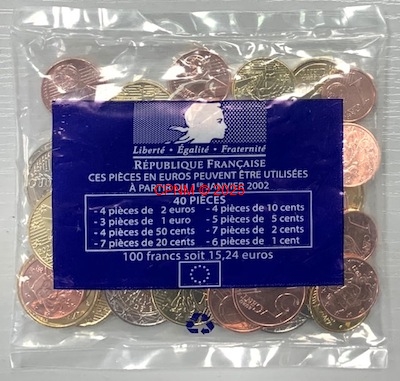 Liberté • Égalité • Fraternité
RÉPUBLIQUE FRANÇAISE
CES PIÈCES EN EUROS PEUVENT ÊTRE UTILISÉES
À PARTIR DU 1ER JANVIER 2002
40 PIÈCES
- 4 pièces de 2 euros - 4 pièces de 10 cents
- 3 pièces de 1 euro - 5 pièces de 5 cents
- 4 pièces de 50 cents - 7 pièces de 2 cents
- 7 pièces de 20 cents - 6 pièces de 1 cent
100 francs soit 15,24 euros